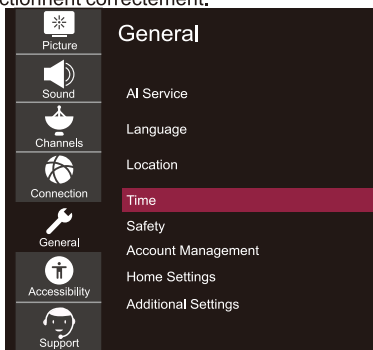 ctionnent correctement.
Picture
Sound
Channels
Connection
General
Accessibility
Support
General
AI Service
Language
Location
Time
Safety
Account Management
Home Settings
Additional Settings